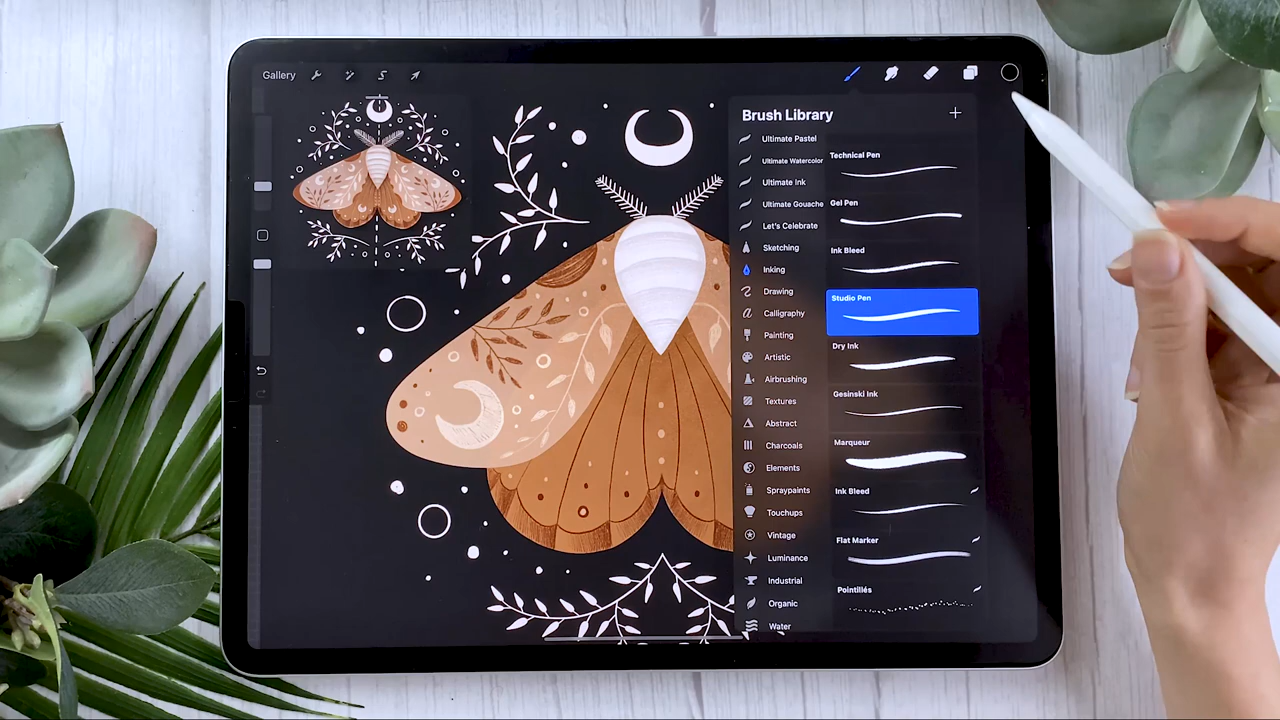 Gallery
Brush Library
Ultimate Pastel
Ultimate Watercolor
Ultimate Ink
Ultimate Gouache
Let's Celebrate
Sketching
Inking
Drawing
Calligraphy
Painting
Artistic
Airbrushing
Textures
Abstract
Charcoals
Elements
Spraypaints
Touchups
Vintage
Luminance
Industrial
Organic
Water
Technical Pen
Gel Pen
Ink Bleed
Studio Pen
Dry Ink
Gesinski Ink
Marqueur
Ink Bleed
Flat Marker
Pointillés